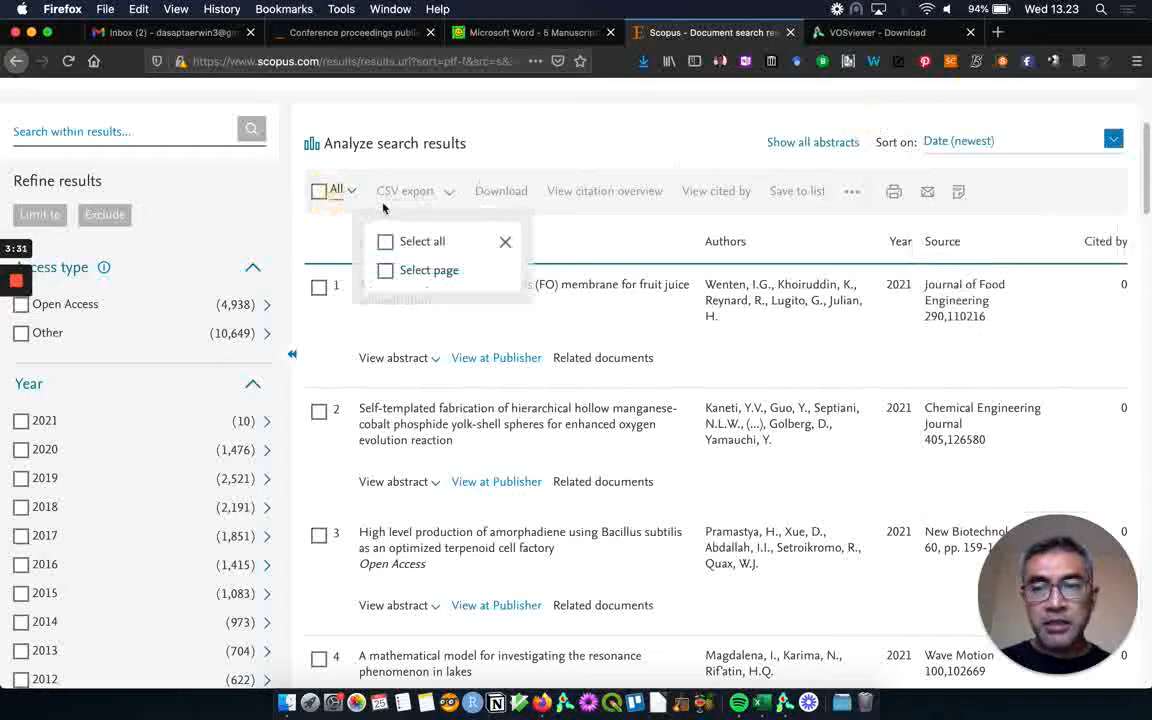 Firefox File Edit View History Bookmarks Tools Window Help 94% Wed 13.23
Inbox (2) - dasaptaerwin3@gm
Conference proceedings publi
Microsoft Word - 5 Manuscrip
Scopus - Document search res
VOSViewer - Download
https://www.scopus.com/results/results.url?sort=plf-f&src=s&
Search within results...
Analyze search results
Show all abstracts Sort on: Date (newest)
Refine results
Limit to Exclude
All CSV export Download View citation overview View cited by Save to list
Select all
Select page
Authors Year Source Cited by
3:31
Access type
Open Access (4,938)
Other (10,649)
Year
2021 (10)
2020 (1,476)
2019 (2,521)
2018 (2,191)
2017 (1,851)
2016 (1,415)
2015 (1,083)
2014 (973)
2013 (704)
2012 (622)
1 (FO) membrane for fruit juice
Wenten, I.G., Khoiruddin, K.,
Reynard, R., Lugito, G., Julian,
H.
2021 Journal of Food
Engineering
290,110216
0
View abstract View at Publisher Related documents
2 Self-templated fabrication of hierarchical hollow manganese-
cobalt phosphide yolk-shell spheres for enhanced oxygen
evolution reaction
Kaneti, Y.V., Guo, Y., Septiani,
N.L.W., (...), Golberg, D.,
Yamauchi, Y.
2021 Chemical Engineering
Journal
405,126580
0
View abstract View at Publisher Related documents
3 High level production of amorphadiene using Bacillus subtilis
as an optimized terpenoid cell factory
Open Access
Pramastya, H., Xue, D.,
Abdallah, I.I., Setroikromo, R.,
Quax, W.J.
2021 New Biotechnol
60, pp. 159-1
0
View abstract View at Publisher Related documents
4 A mathematical model for investigating the resonance
phenomenon in lakes
Magdalena, I., Karima, N.,
Rif'atin, H.Q.
2021 Wave Motion
100,102669
0